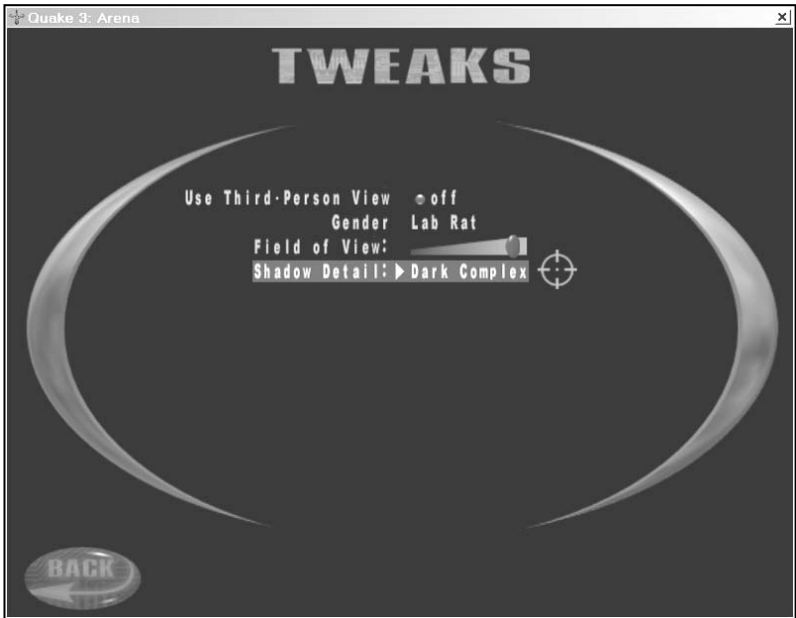 Quake 3: Arena
TWEAKS
Use Third-Person View off
Gender Lab Rat
Field of View:
Shadow Detail: Dark Complex
BACK